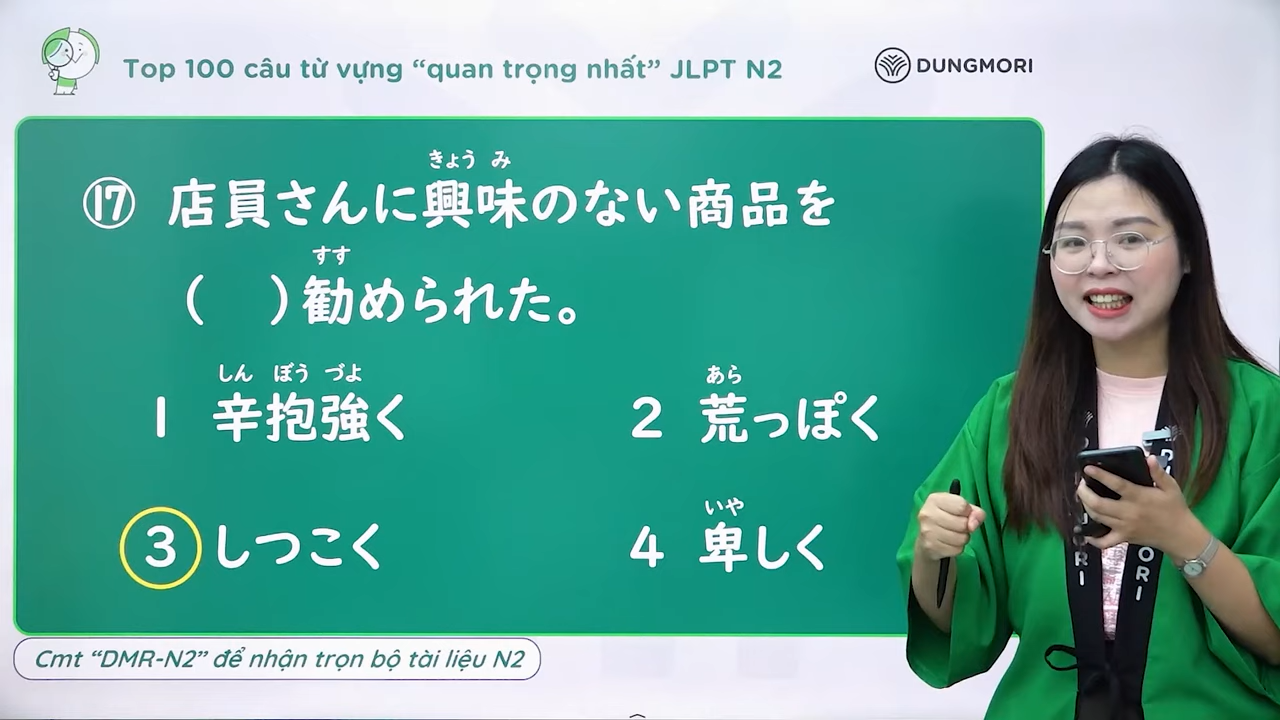 Top 100 câu từ vựng “quan trọng nhất” JLPT N2
DUNGMORI
きょう み
⑰ 店員さんに興味のない商品を
すす
( )勧められた。
しん ぼう づよ
1 辛抱強く
あら
2 荒っぽく
3 しつこく
いや
4 卑しく
Cmt “DMR-N2” để nhận trọn bộ tài liệu N2